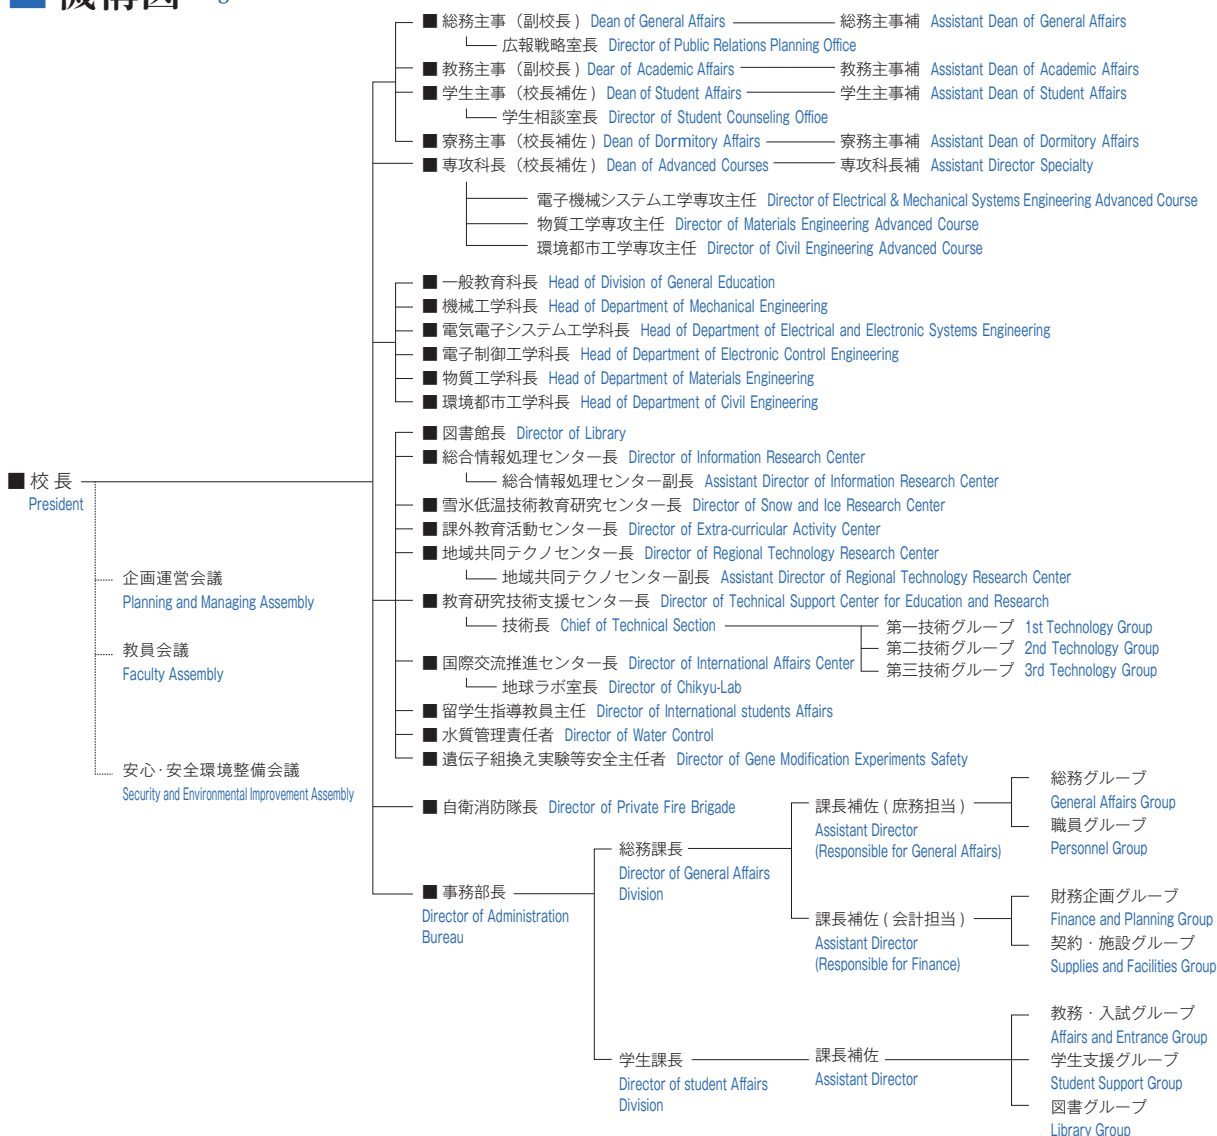 ■ 機構図
■ 総務主事（副校長）Dean of General Affairs 総務主事補 Assistant Dean of General Affairs
広報戦略室長 Director of Public Relations Planning Office
■ 教務主事（副校長）Dear of Academic Affairs 教務主事補 Assistant Dean of Academic Affairs
■ 学生主事（校長補佐）Dean of Student Affairs 学生主事補 Assistant Dean of Student Affairs
学生相談室長 Director of Student Counseling Offioe
■ 寮務主事（校長補佐）Dean of Dormitory Affairs 寮務主事補 Assistant Dean of Dormitory Affairs
■ 専攻科長（校長補佐）Dean of Advanced Courses 専攻科長補 Assistant Director Specialty
電子機械システム工学専攻主任 Director of Electrical & Mechanical Systems Engineering Advanced Course
物質工学専攻主任 Director of Materials Engineering Advanced Course
環境都市工学専攻主任 Director of Civil Engineering Advanced Course
■ 一般教育科長 Head of Division of General Education
■ 機械工学科長 Head of Department of Mechanical Engineering
■ 電気電子システム工学科長 Head of Department of Electrical and Electronic Systems Engineering
■ 電子制御工学科長 Head of Department of Electronic Control Engineering
■ 物質工学科長 Head of Department of Materials Engineering
■ 環境都市工学科長 Head of Department of Civil Engineering
■ 図書館長 Director of Library
■ 総合情報処理センター長 Director of Information Research Center
総合情報処理センター副長 Assistant Director of Information Research Center
■ 雪氷低温技術教育研究センター長 Director of Snow and Ice Research Center
■ 課外教育活動センター長 Director of Extra-curricular Activity Center
■ 地域共同テクノセンター長 Director of Regional Technology Research Center
地域共同テクノセンター副長 Assistant Director of Regional Technology Research Center
■ 教育研究技術支援センター長 Director of Technical Support Center for Education and Research
技術長 Chief of Technical Section
第一技術グループ 1st Technology Group
第二技術グループ 2nd Technology Group
第三技術グループ 3rd Technology Group
■ 国際交流推進センター長 Director of International Affairs Center
地球ラボ室長 Director of Chikyu-Lab
■ 留学生指導教員主任 Director of International students Affairs
■ 水質管理責任者 Director of Water Control
■ 遺伝子組換え実験等安全主任者 Director of Gene Modification Experiments Safety
■ 校長
President
企画運営会議
Planning and Managing Assembly
教員会議
Faculty Assembly
安心・安全環境整備会議
Security and Environmental Improvement Assembly
■ 自衛消防隊長 Director of Private Fire Brigade
■ 事務部長
Director of Administration
Bureau
総務課長
Director of General Affairs
Division
課長補佐(庶務担当)
Assistant Director
(Responsible for General Affairs)
総務グループ
General Affairs Group
職員グループ
Personnel Group
課長補佐(会計担当)
Assistant Director
(Responsible for Finance)
財務企画グループ
Finance and Planning Group
契約・施設グループ
Supplies and Facilities Group
学生課長
Director of student Affairs
Division
課長補佐
Assistant Director
教務・入試グループ
Affairs and Entrance Group
学生支援グループ
Student Support Group
図書グループ
Library Group